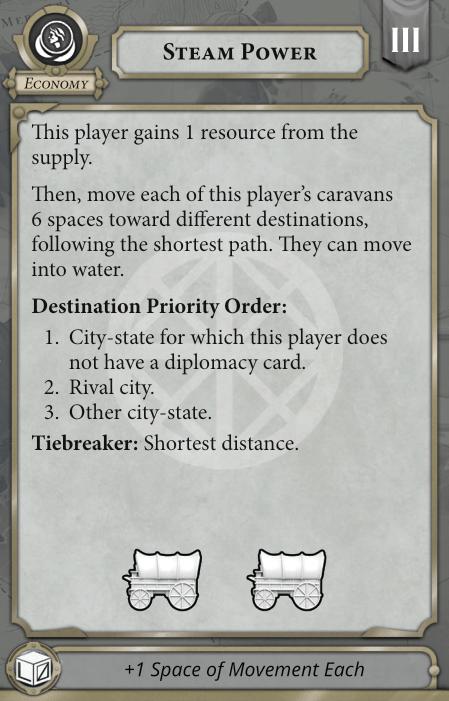 STEAM POWER
III
ECONOMY
This player gains 1 resource from the
supply.
Then, move each of this player's caravans
6 spaces toward different destinations,
following the shortest path. They can move
into water.
Destination Priority Order:
1. City-state for which this player does
not have a diplomacy card.
2. Rival city.
3. Other city-state.
Tiebreaker: Shortest distance.
+1 Space of Movement Each